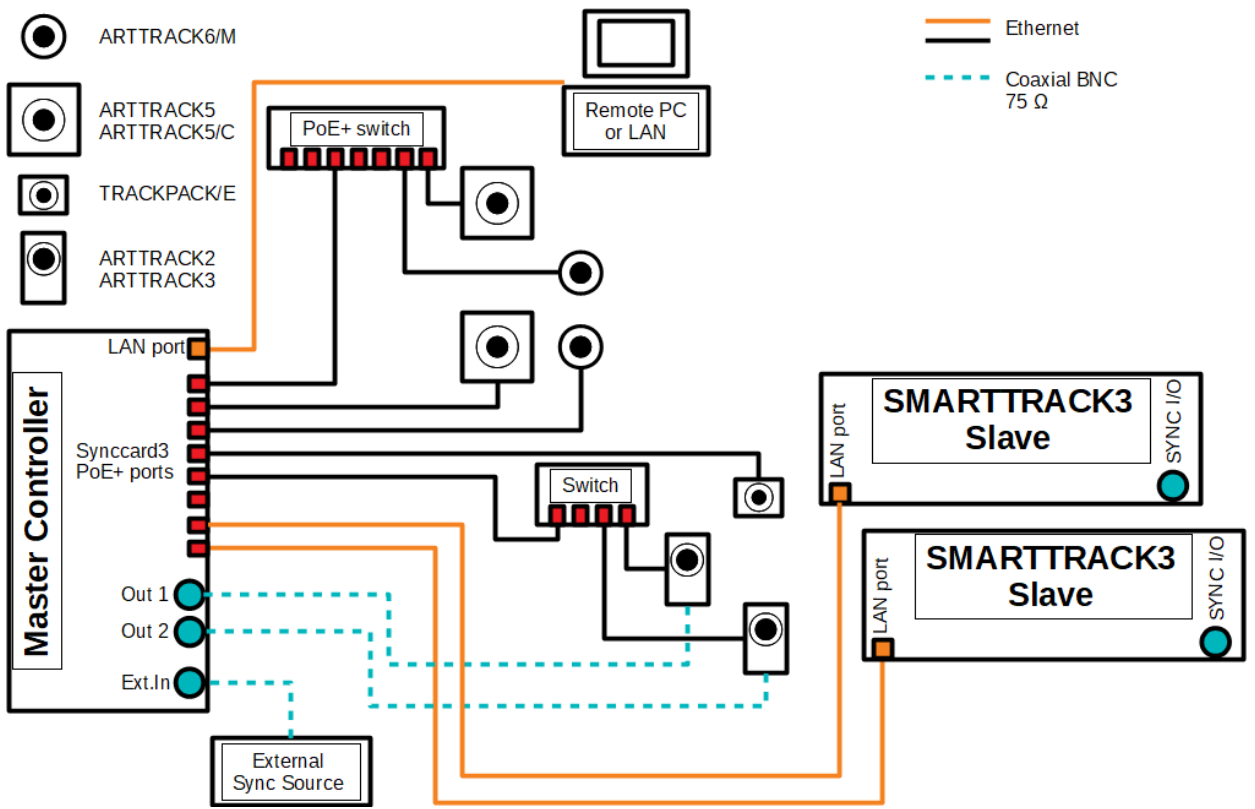 ARTTRACK6/M
ARTTRACK5
ARTTRACK5/C
TRACKPACK/E
ARTTRACK2
ARTTRACK3
PoE+ switch
Remote PC
or LAN
Ethernet
Coaxial BNC
75 Ω
Master Controller
LAN port
Synccard3
PoE+ ports
Out 1
Out 2
Ext.In
Switch
External
Sync Source
LAN port
SMARTTRACK3
Slave
SYNC I/O
LAN port
SMARTTRACK3
Slave
SYNC I/O